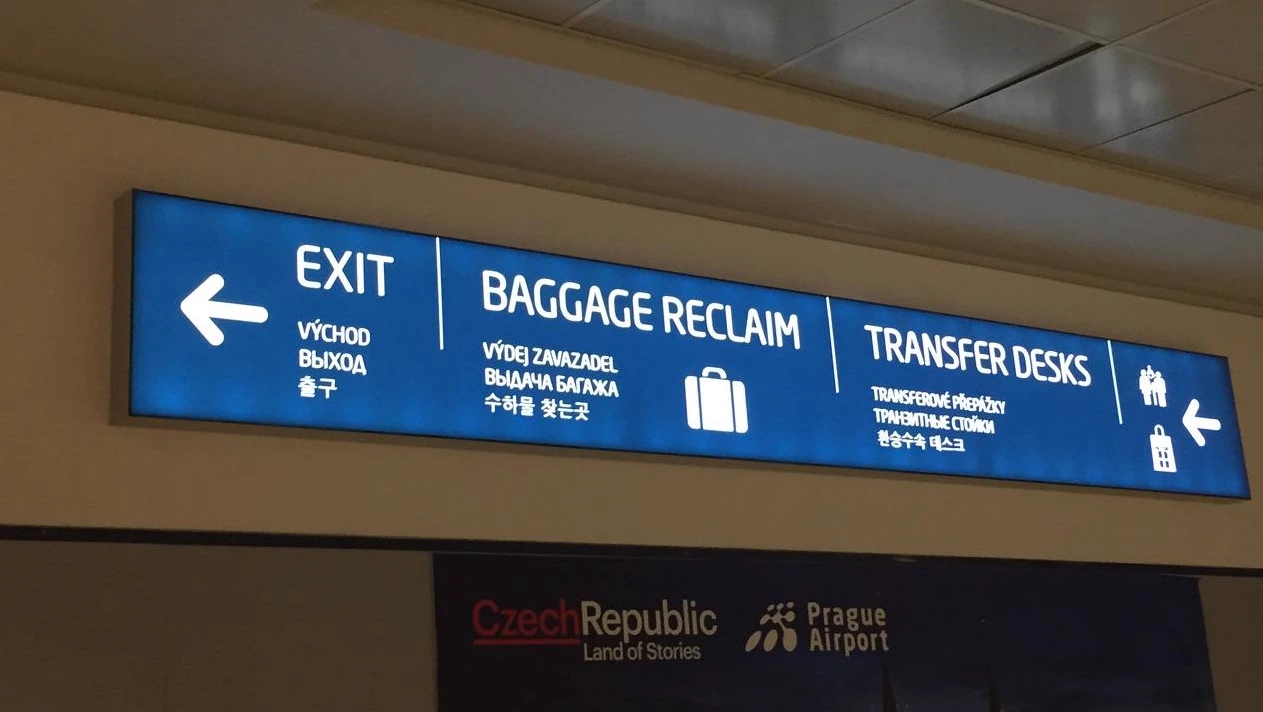 EXIT
VÝCHOD
ВЫХОД
출구
BAGGAGE RECLAIM
VÝDEJ ZAVAZADEL
ВЫДАЧА БАГАЖА
수하물 찾는곳
TRANSFER DESKS
TRANSFEROVÉ PŘEPÁŽKY
ТРАНЗИТНЫЕ СТОЙКИ
환승수속 데스크
CzechRepublic
Land of Stories
Prague
Airport